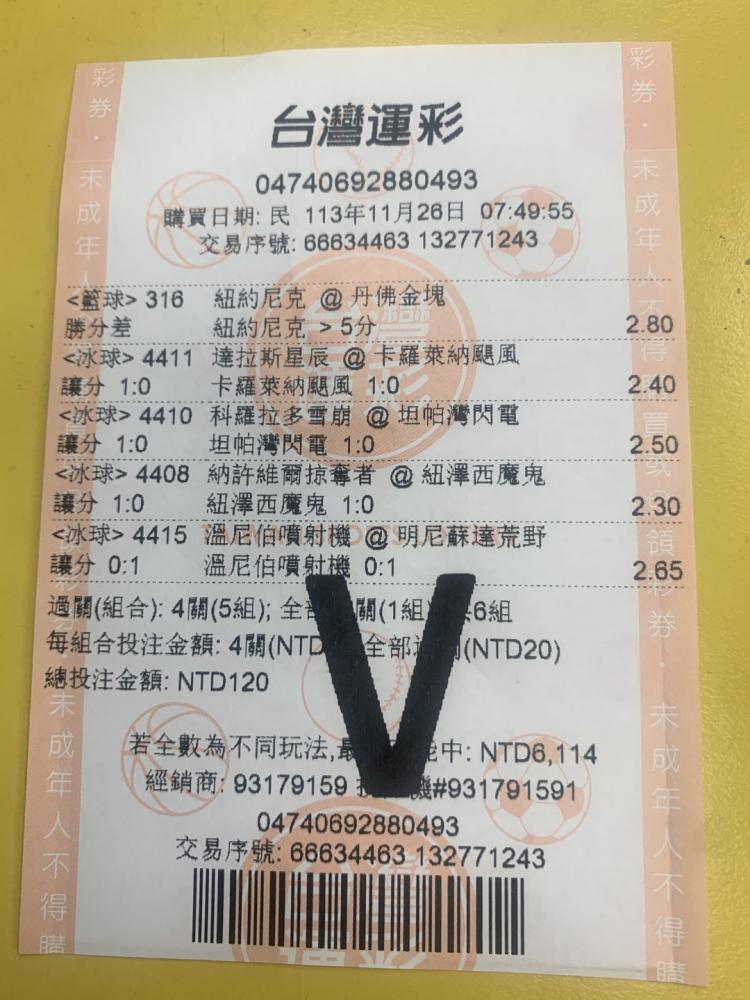 台灣運彩
04740692880493
購買日期: 民 113年11月26日 07:49:55
交易序號: 66634463 132771243
<籃球> 316 紐約尼克 @ 丹佛金塊
勝分差 紐約尼克 > 5分 2.80
<冰球> 4411 達拉斯星辰 @ 卡羅萊納颶風
讓分 1:0 卡羅萊納颶風 1:0 2.40
<冰球> 4410 科羅拉多雪崩 @ 坦帕灣閃電
讓分 1:0 坦帕灣閃電 1:0 2.50
<冰球> 4408 納許維爾掠奪者 @ 紐澤西魔鬼
讓分 1:0 紐澤西魔鬼 1:0 2.30
<冰球> 4415 溫尼伯噴射機 @ 明尼蘇達荒野
讓分 0:1 溫尼伯噴射機 0:1 2.65
過關(組合): 4關(5組); 全部 關(1組) 6組
每組合投注金額: 4關(NTD 全部 (NTD20)
總投注金額: NTD120
V
若全數為不同玩法, 中: NTD6,114
經銷商: 93179159 機#931791591
04740692880493
交易序號: 66634463 132771243
彩券・未成年人
未成年人不得購
彩券・未成年人不得購買或 領彩券・未成年人不得購